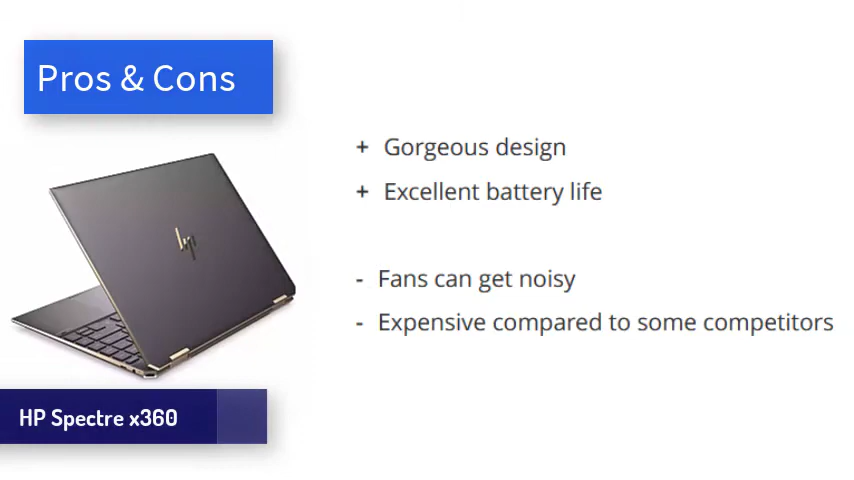 Pros & Cons
+ Gorgeous design
+ Excellent battery life
- Fans can get noisy
- Expensive compared to some competitors
hp
HP Spectre x360